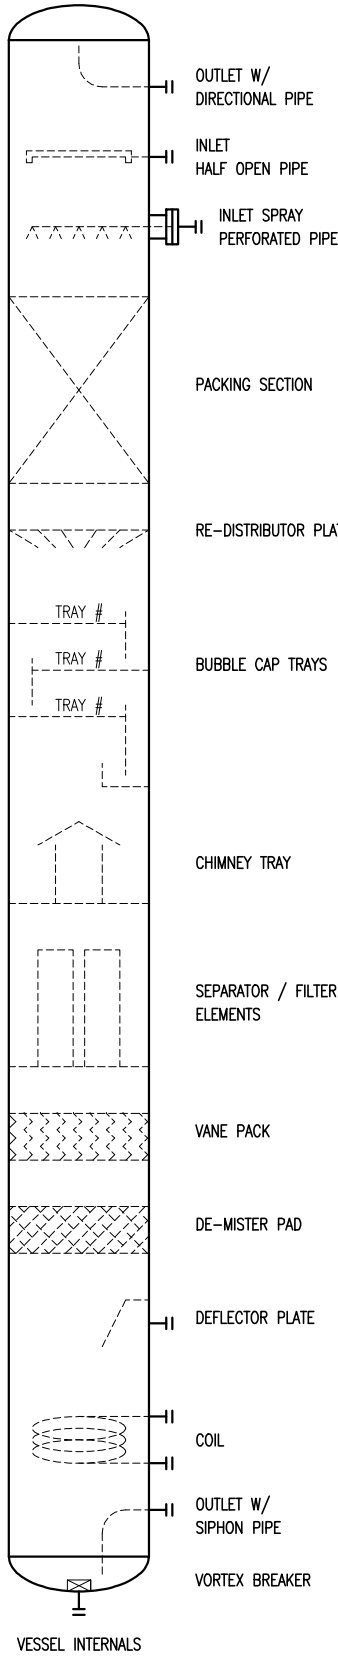 OUTLET W/
DIRECTIONAL PIPE
INLET
HALF OPEN PIPE
INLET SPRAY
PERFORATED PIPE
PACKING SECTION
RE-DISTRIBUTOR PLAT
TRAY #
TRAY #
TRAY #
BUBBLE CAP TRAYS
CHIMNEY TRAY
SEPARATOR / FILTER
ELEMENTS
VANE PACK
DE-MISTER PAD
DEFLECTOR PLATE
COIL
OUTLET W/
SIPHON PIPE
VORTEX BREAKER
VESSEL INTERNALS